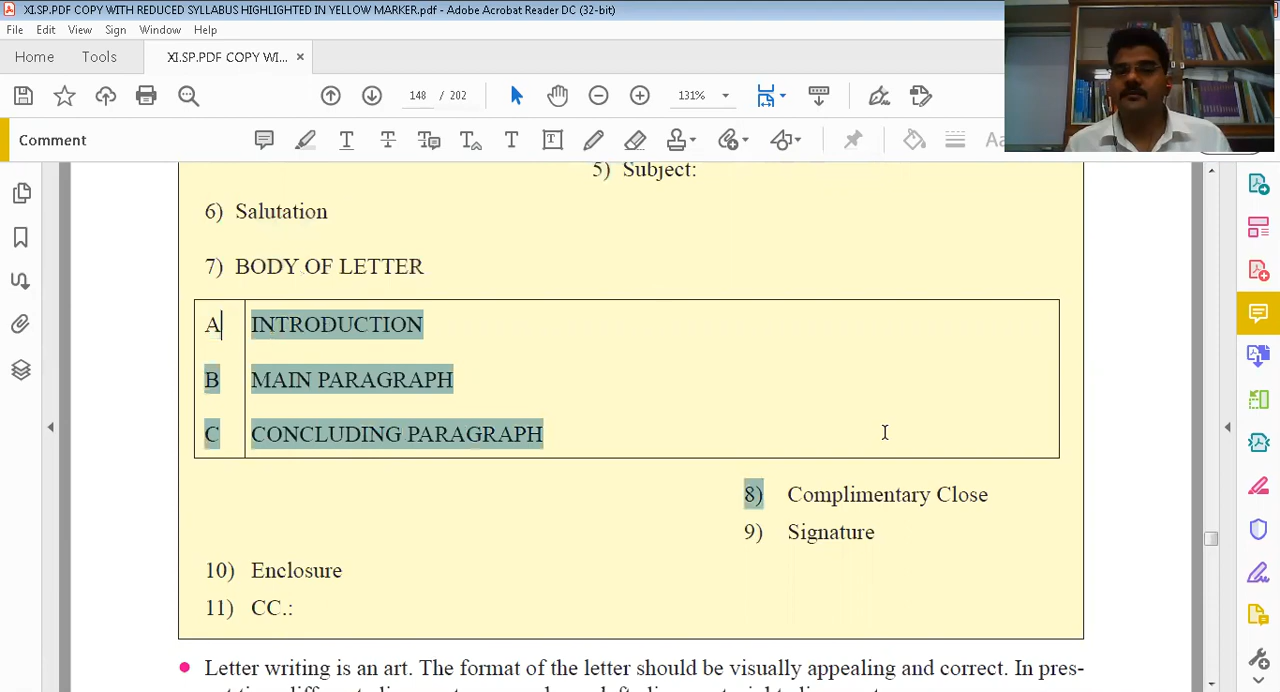 XI.SP.PDF COPY WITH REDUCED SYLLABUS HIGHLIGHTED IN YELLOW MARKER.pdf - Adobe Acrobat Reader DC (32-bit)
File Edit View Sign Window Help
Home Tools XI.SP.PDF COPY WI... ×
148 / 202 131%
Comment
5) Subject:
6) Salutation
7) BODY OF LETTER
A INTRODUCTION
B MAIN PARAGRAPH
C CONCLUDING PARAGRAPH
8) Complimentary Close
9) Signature
10) Enclosure
11) CC.:
• Letter writing is an art. The format of the letter should be visually appealing and correct. In pres-